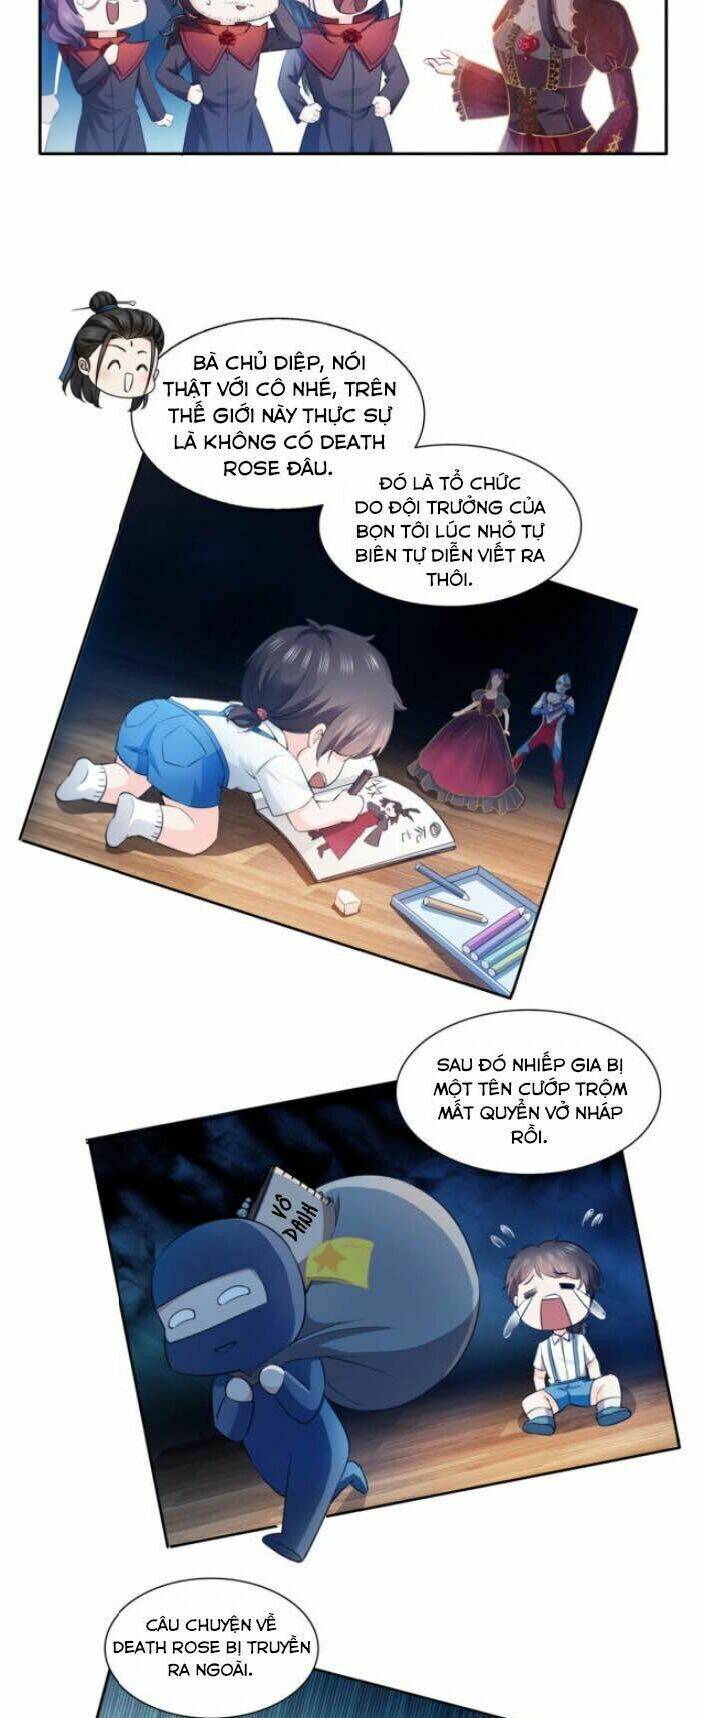 BÀ CHỦ DIỆP, NÓI
THẬT VỚI CÔ NHÉ, TRÊN
THẾ GIỚI NÀY THỰC SỰ
LÀ KHÔNG CÓ DEATH
ROSE ĐÂU.
ĐÓ LÀ TỔ CHỨC
DO ĐỘI TRƯỞNG CỦA
BỌN TÔI LÚC NHỎ TỰ
BIÊN TỰ DIỄN VIẾT RA
THÔI.
死亡
SAU ĐÓ NHIẾP GIA BỊ
MỘT TÊN CƯỚP TRỘM
MẤT QUYỂN VỞ NHÁP
RỒI.
VÔ
DANH
CÂU CHUYỆN VỀ
DEATH ROSE BỊ TRUYỀN
RA NGOÀI.